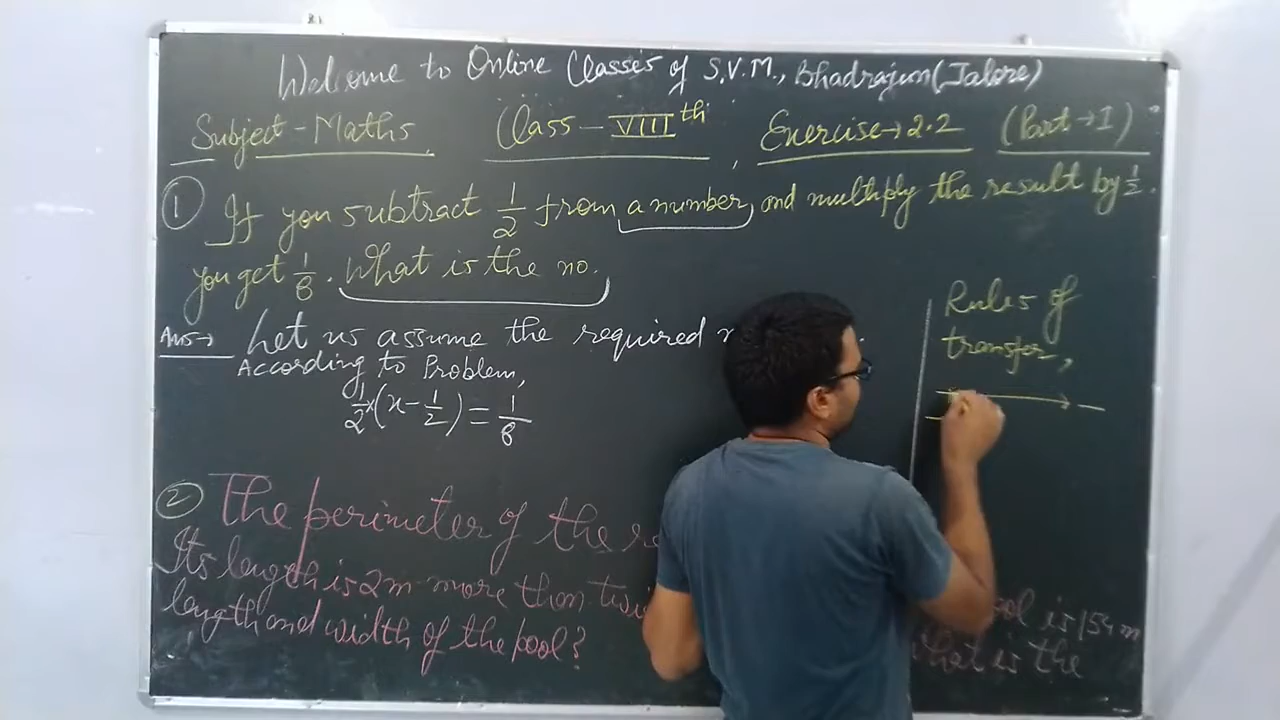 Welcome to Online Classes of S.V.M., Bhadrajun (Jalore)
Subject - Maths Class - VIII th, Exercise → 2.2 (Part → I)
① If you subtract 1/2 from a number, and multiply the result by 1/2.
you get 1/8. What is the no.
Ans → Let us assume the required
According to Problem,
1/2 × (x - 1/2) = 1/8
Rules of
transfer,
② The perimeter of the
Its length is 2m more than pool is 154 m
length and width of the pool? What is the